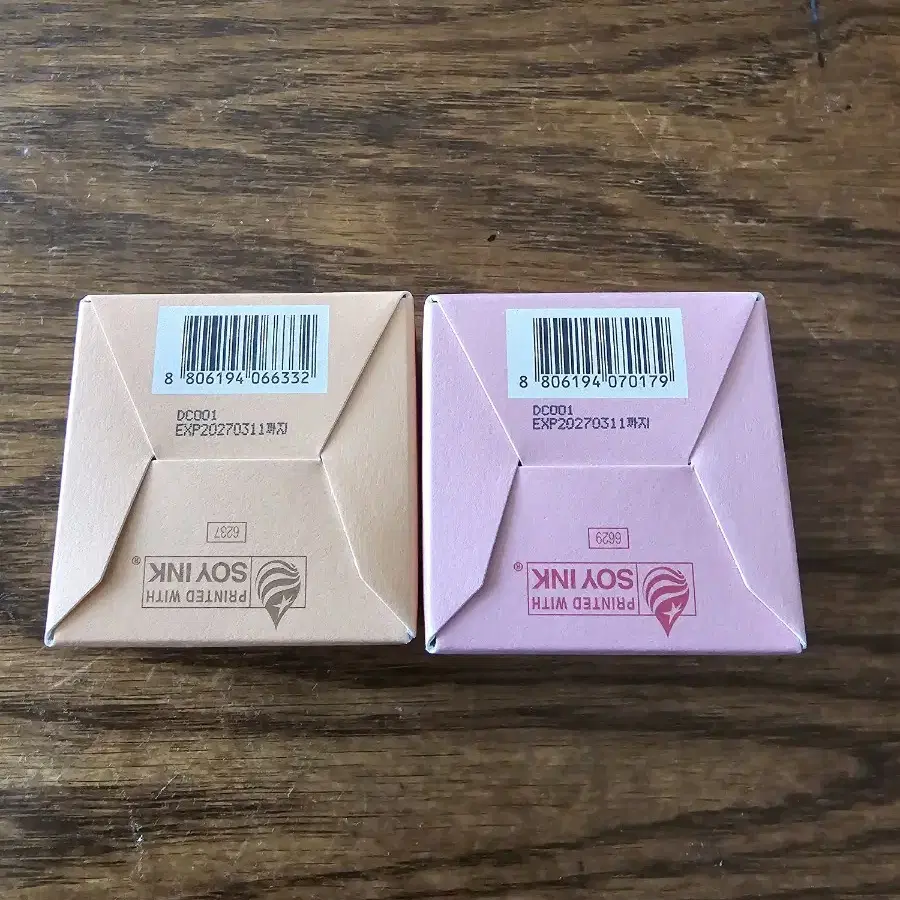 8 806194 066332
DC001
EXP20270311까지
6237
PRINTED WITH
SOY INK®
8 806194 070179
DC001
EXP20270311까지
6629
PRINTED WITH
SOY INK®